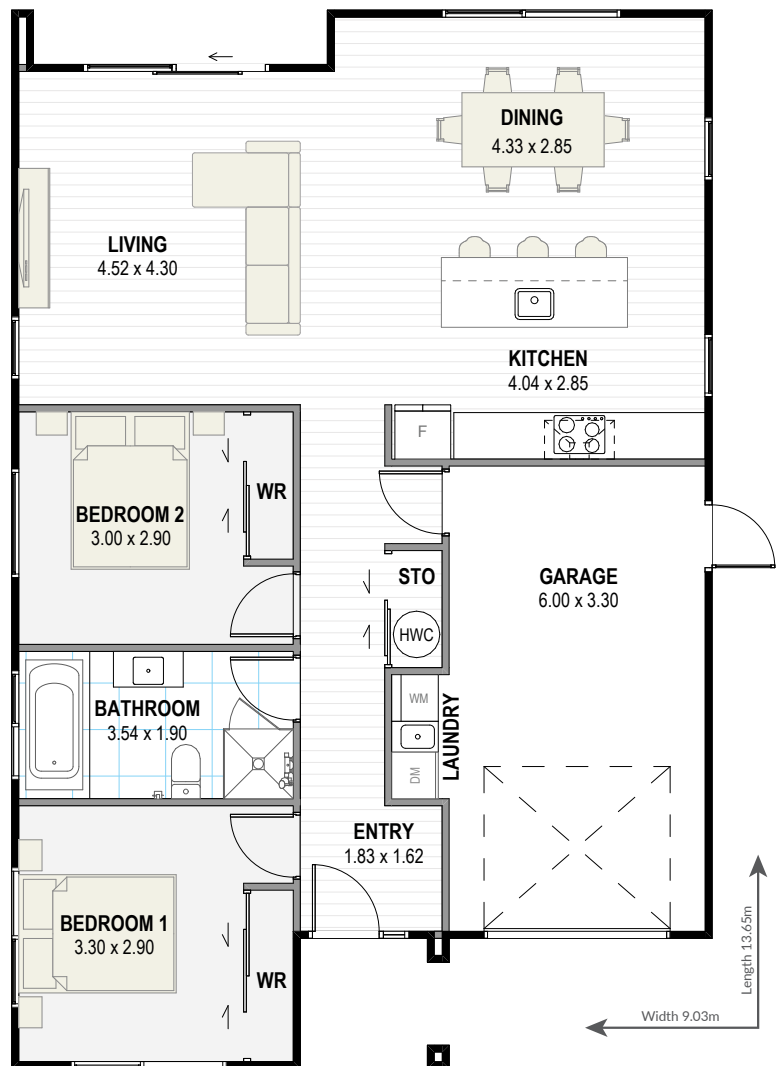 DINING
4.33 x 2.85
LIVING
4.52 x 4.30
KITCHEN
4.04 x 2.85
F
WR
BEDROOM 2
3.00 x 2.90
STO
HWC
GARAGE
6.00 x 3.30
WM
LAUNDRY
DM
BATHROOM
3.54 x 1.90
ENTRY
1.83 x 1.62
BEDROOM 1
3.30 x 2.90
WR
Length 13.65m
Width 9.03m